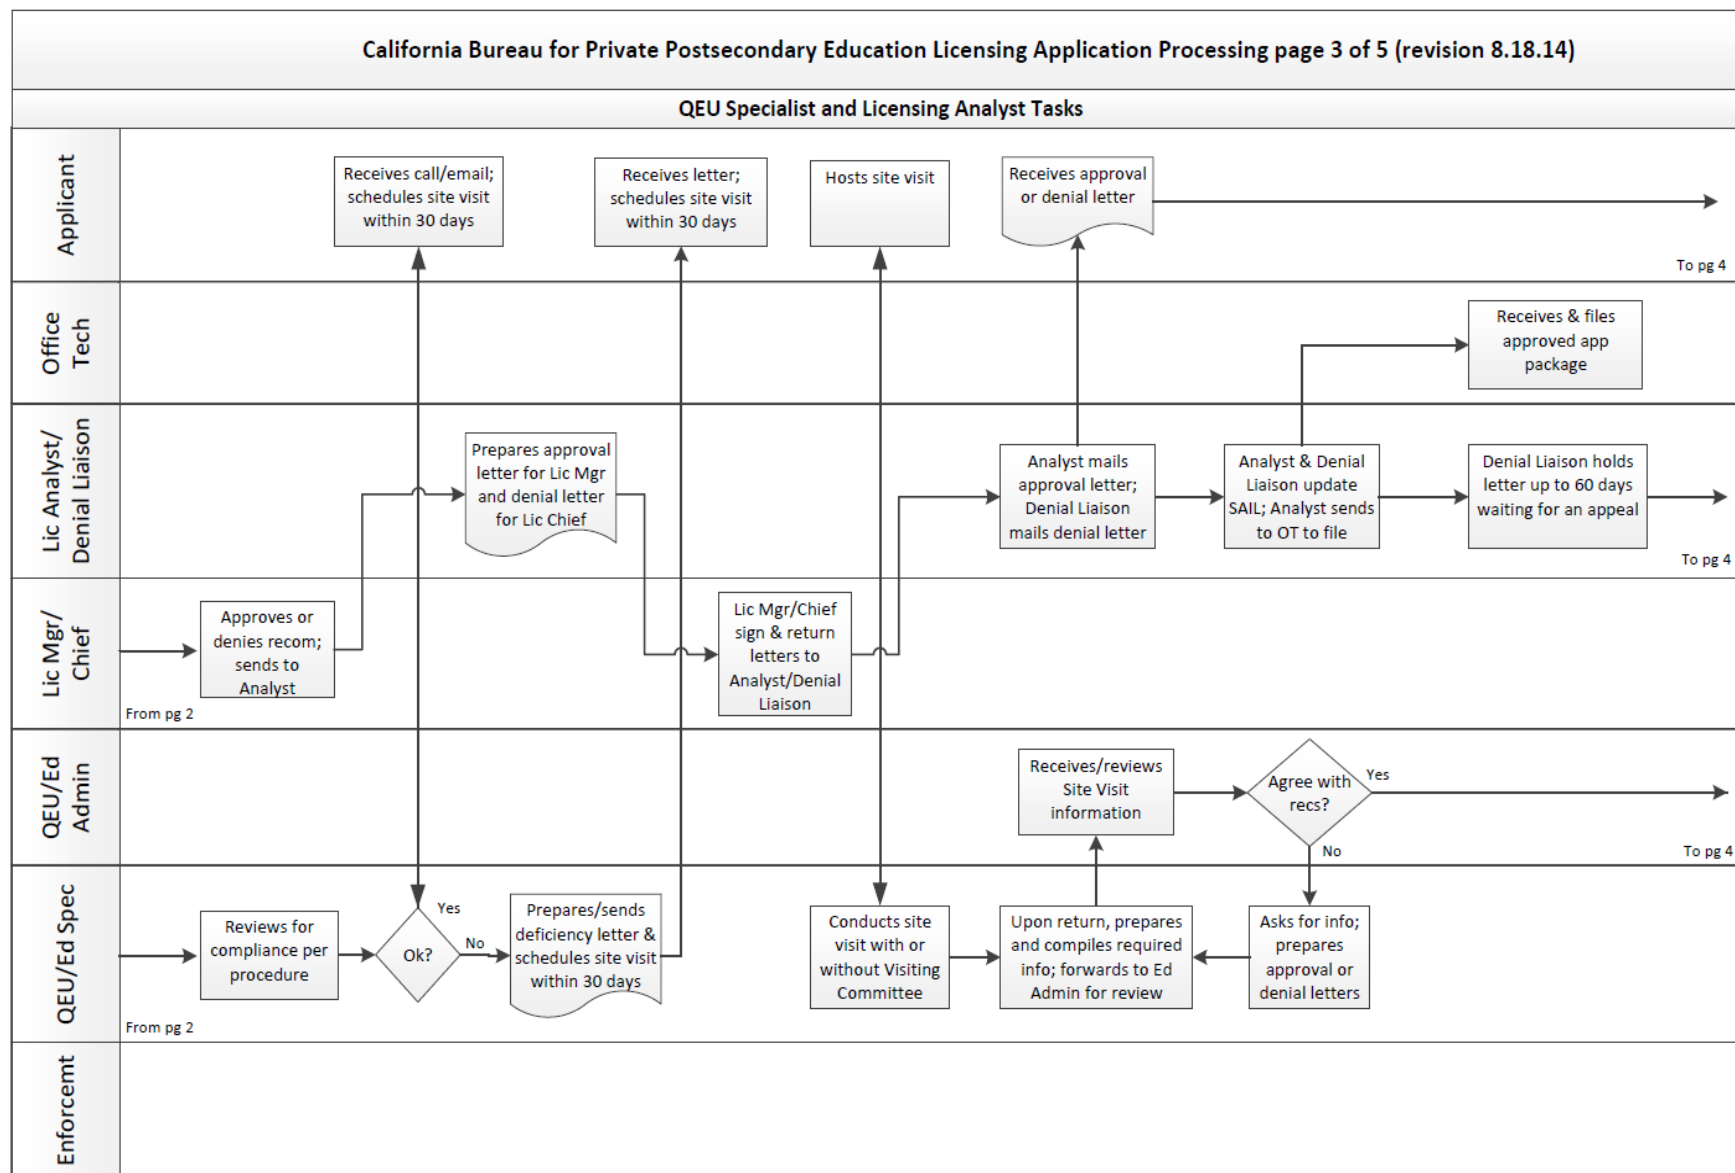 California Bureau for Private Postsecondary Education Licensing Application Processing page 3 of 5 (revision 8.18.14)
QEU Specialist and Licensing Analyst Tasks
Applicant
Receives call/email;
schedules site visit
within 30 days
Receives letter;
schedules site visit
within 30 days
Hosts site visit
Receives approval
or denial letter
To pg 4
Office
Tech
Receives & files
approved app
package
Lic Analyst/
Denial Liaison
Prepares approval
letter for Lic Mgr
and denial letter
for Lic Chief
Analyst mails
approval letter;
Denial Liaison
mails denial letter
Analyst & Denial
Liaison update
SAIL; Analyst sends
to OT to file
Denial Liaison holds
letter up to 60 days
waiting for an appeal
To pg 4
Lic Mgr/
Chief
Approves or
denies recom;
sends to
Analyst
From pg 2
Lic Mgr/Chief
sign & return
letters to
Analyst/Denial
Liaison
QEU/Ed
Admin
Receives/reviews
Site Visit
information
Agree with
recs?
Yes
No
To pg 4
QEU/Ed Spec
Reviews for
compliance per
procedure
From pg 2
Ok?
Yes
No
Prepares/sends
deficiency letter &
schedules site visit
within 30 days
Conducts site
visit with or
without Visiting
Committee
Upon return, prepares
and compiles required
info; forwards to Ed
Admin for review
Asks for info;
prepares
approval or
denial letters
Enforcemt